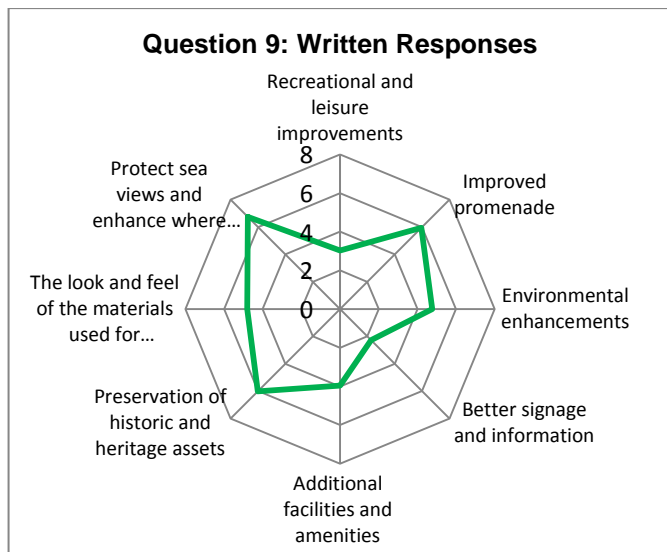 Question 9: Written Responses
Recreational and
leisure
improvements
Improved
promenade
Environmental
enhancements
Better signage
and information
Additional
facilities and
amenities
Preservation of
historic and
heritage assets
The look and feel
of the materials
used for…
Protect sea
views and
enhance where…
8
6
4
2
0